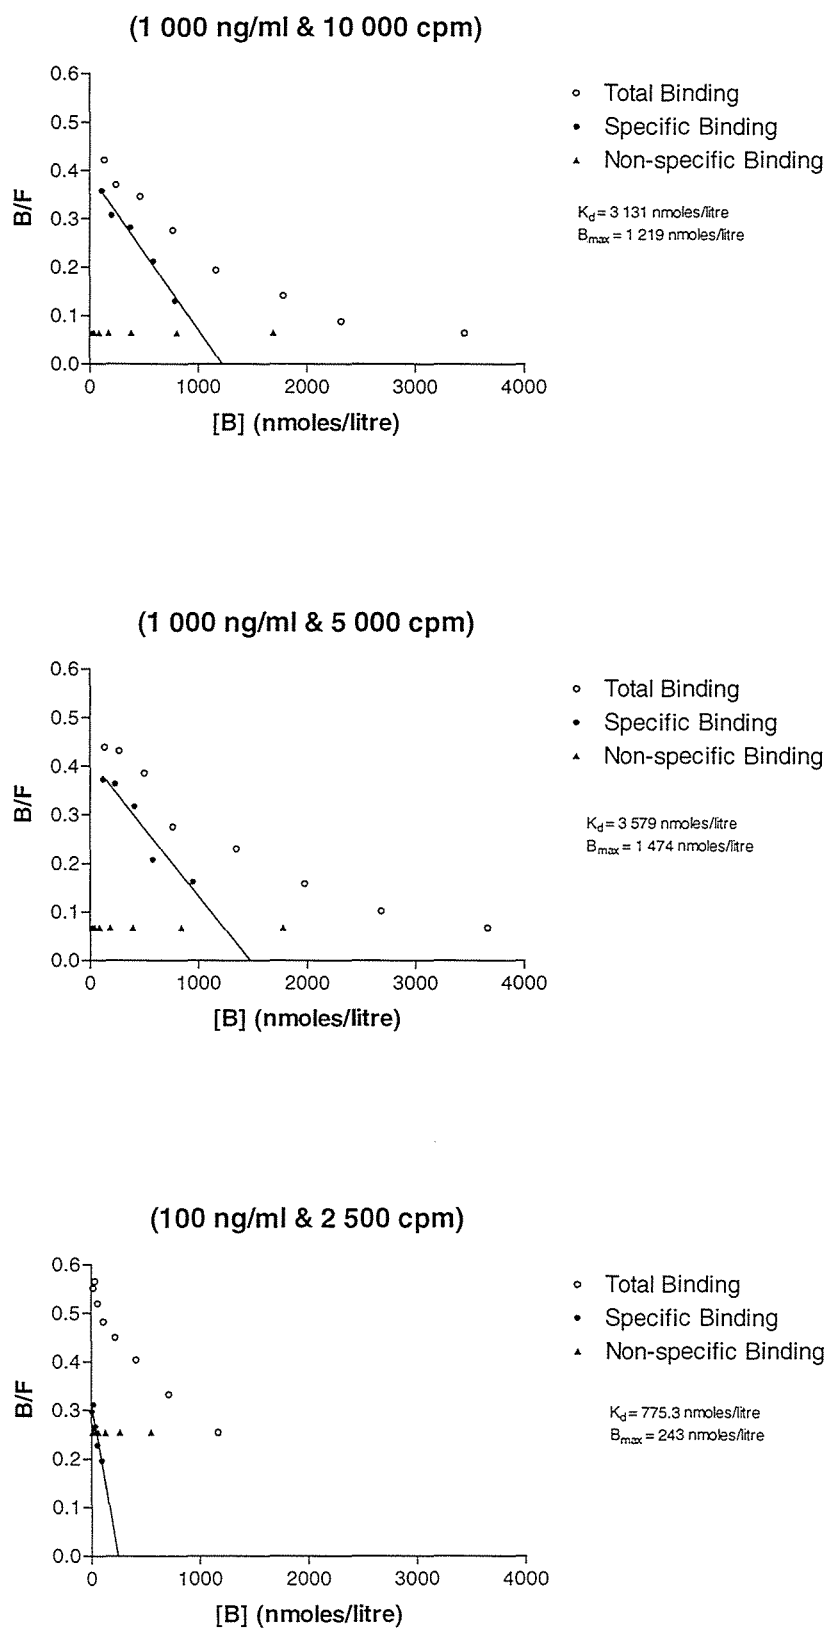 (1 000 ng/ml & 10 000 cpm)
0.6
0.5
0.4
0.3
0.2
0.1
0.0
B/F
0 1000 2000 3000 4000
[B] (nmoles/litre)
Total Binding
Specific Binding
Non-specific Binding
Kd = 3 131 nmoles/litre
Bmax = 1 219 nmoles/litre
(1 000 ng/ml & 5 000 cpm)
0.6
0.5
0.4
0.3
0.2
0.1
0.0
B/F
0 1000 2000 3000 4000
[B] (nmoles/litre)
Total Binding
Specific Binding
Non-specific Binding
Kd = 3 579 nmoles/litre
Bmax = 1 474 nmoles/litre
(100 ng/ml & 2 500 cpm)
0.6
0.5
0.4
0.3
0.2
0.1
0.0
B/F
0 1000 2000 3000 4000
[B] (nmoles/litre)
Total Binding
Specific Binding
Non-specific Binding
Kd = 775.3 nmoles/litre
Bmax = 243 nmoles/litre